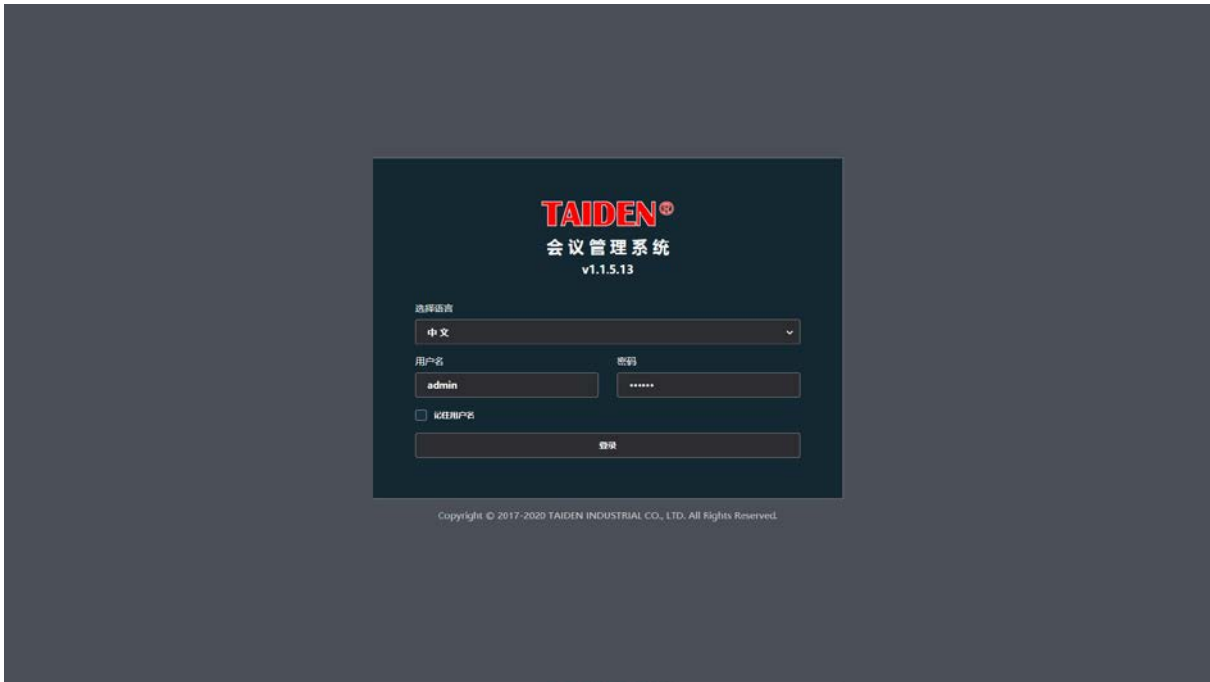 TAIDEN®
会议管理系统
v1.1.5.13
选择语言
中文
用户名 密码
admin ••••••
记住用户名
登录
Copyright © 2017-2020 TAIDEN INDUSTRIAL CO., LTD. All Rights Reserved.